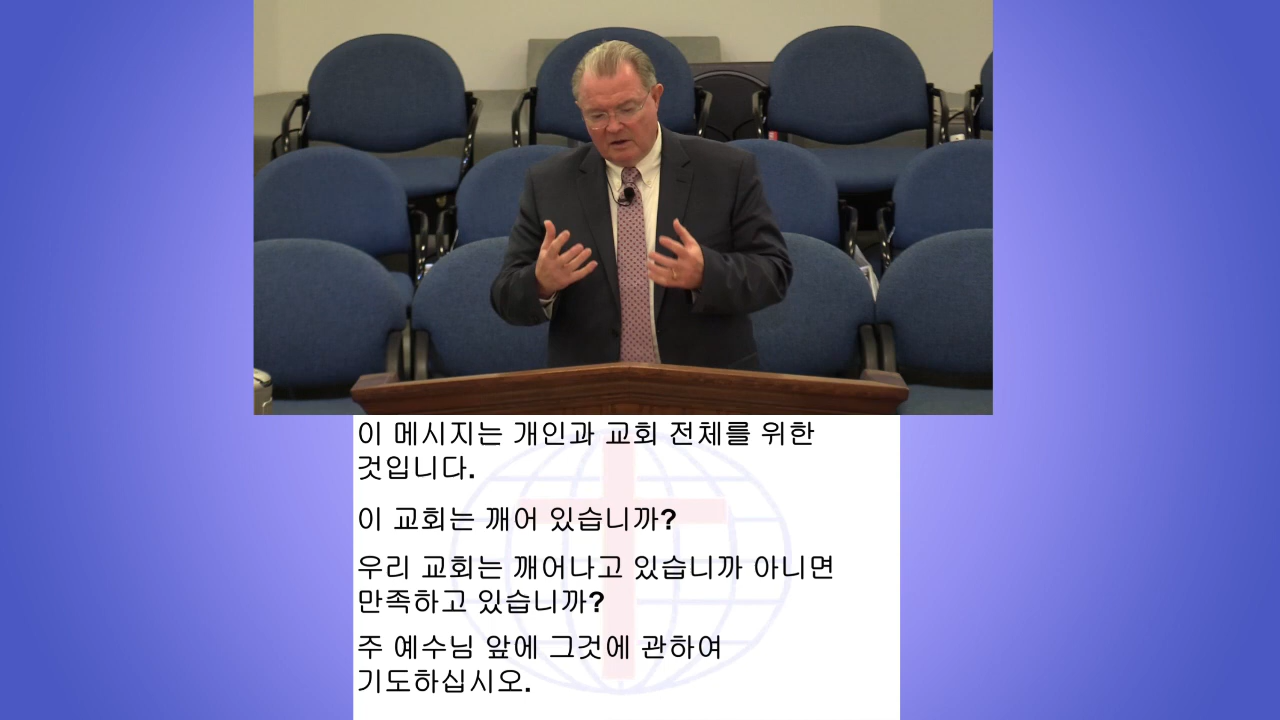 이 메시지는 개인과 교회 전체를 위한
것입니다.
이 교회는 깨어 있습니까?
우리 교회는 깨어나고 있습니까 아니면
만족하고 있습니까?
주 예수님 앞에 그것에 관하여
기도하십시오.